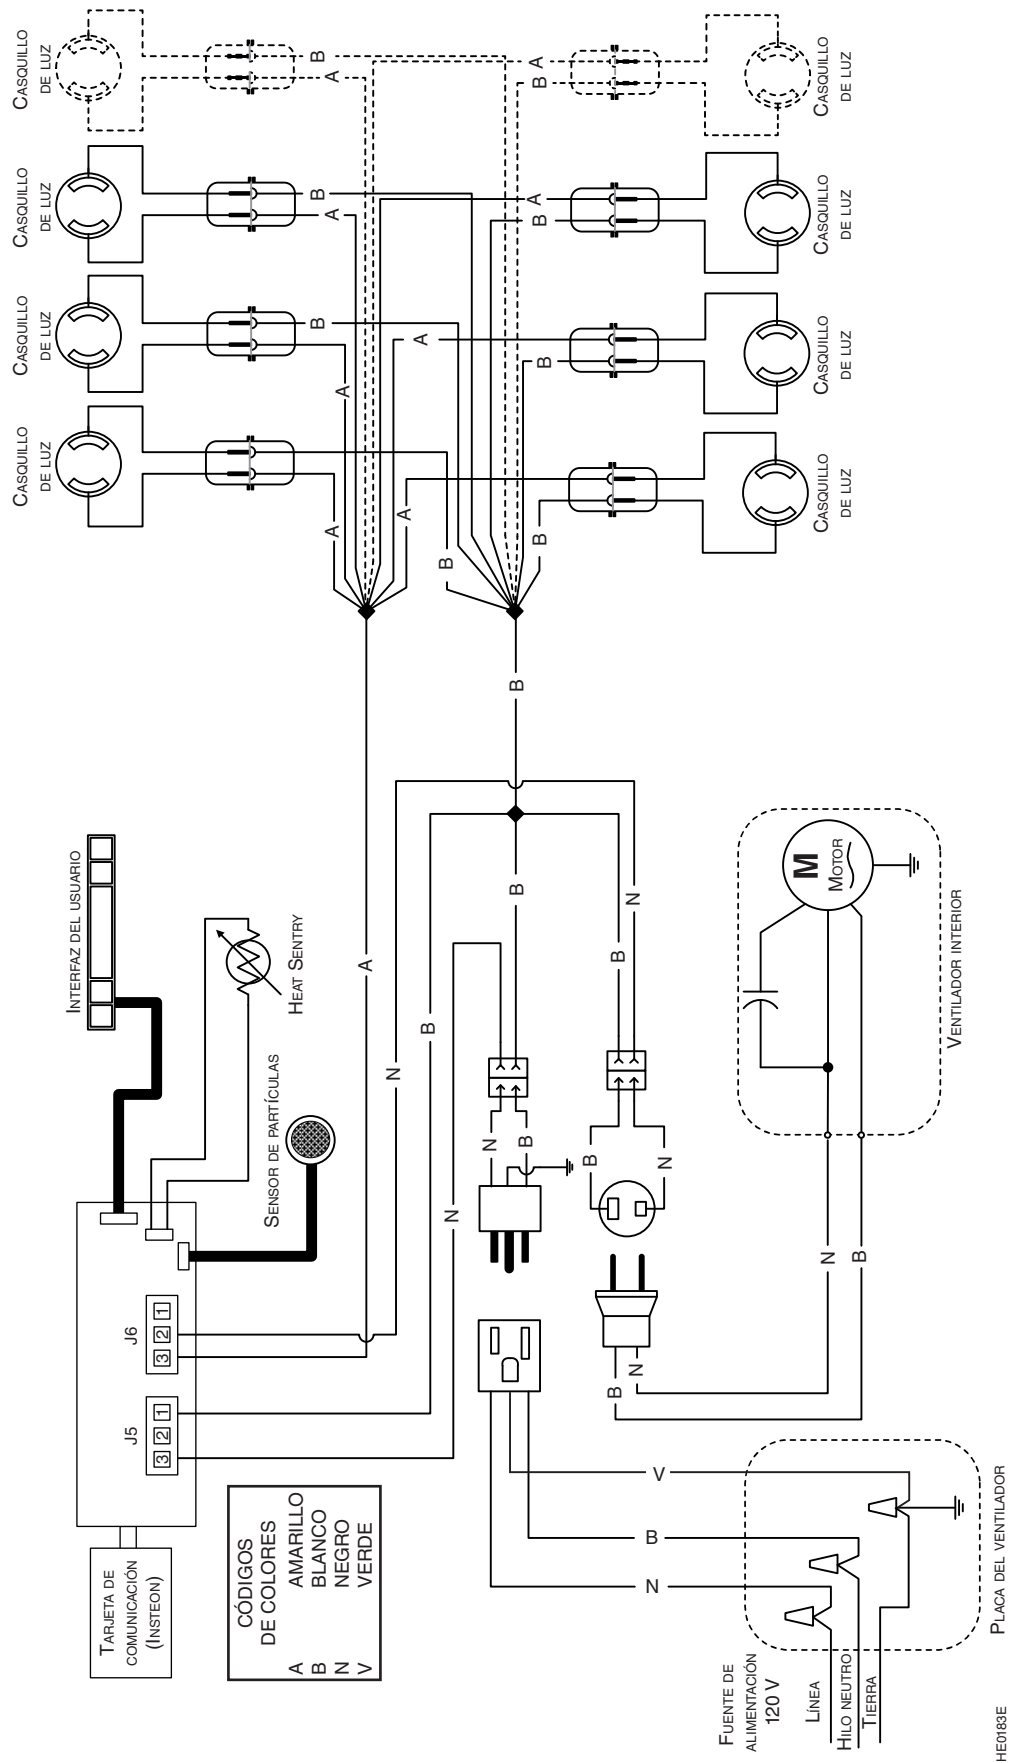 CASQUILLO
DE LUZ
CASQUILLO
DE LUZ
CASQUILLO
DE LUZ
CASQUILLO
DE LUZ
B
A
B
A
B
A
A
B
A
B
A
B
A
B
A
B
CASQUILLO
DE LUZ
CASQUILLO
DE LUZ
CASQUILLO
DE LUZ
CASQUILLO
DE LUZ
B
A
B
N
B
B
N
INTERFAZ DEL USUARIO
HEAT SENTRY
SENSOR DE PARTÍCULAS
M
MOTOR
VENTILADOR INTERIOR
N
B
B
N
N
N
B
B
N
J6
3 2 1
J5
3 2 1
TARJETA DE
COMUNICACIÓN
(INSTEON)
CÓDIGOS
DE COLORES
A AMARILLO
B BLANCO
N NEGRO
V VERDE
V
B
N
FUENTE DE
ALIMENTACIÓN
120 V
LÍNEA
HILO NEUTRO
TIERRA
PLACA DEL VENTILADOR
HE0183E